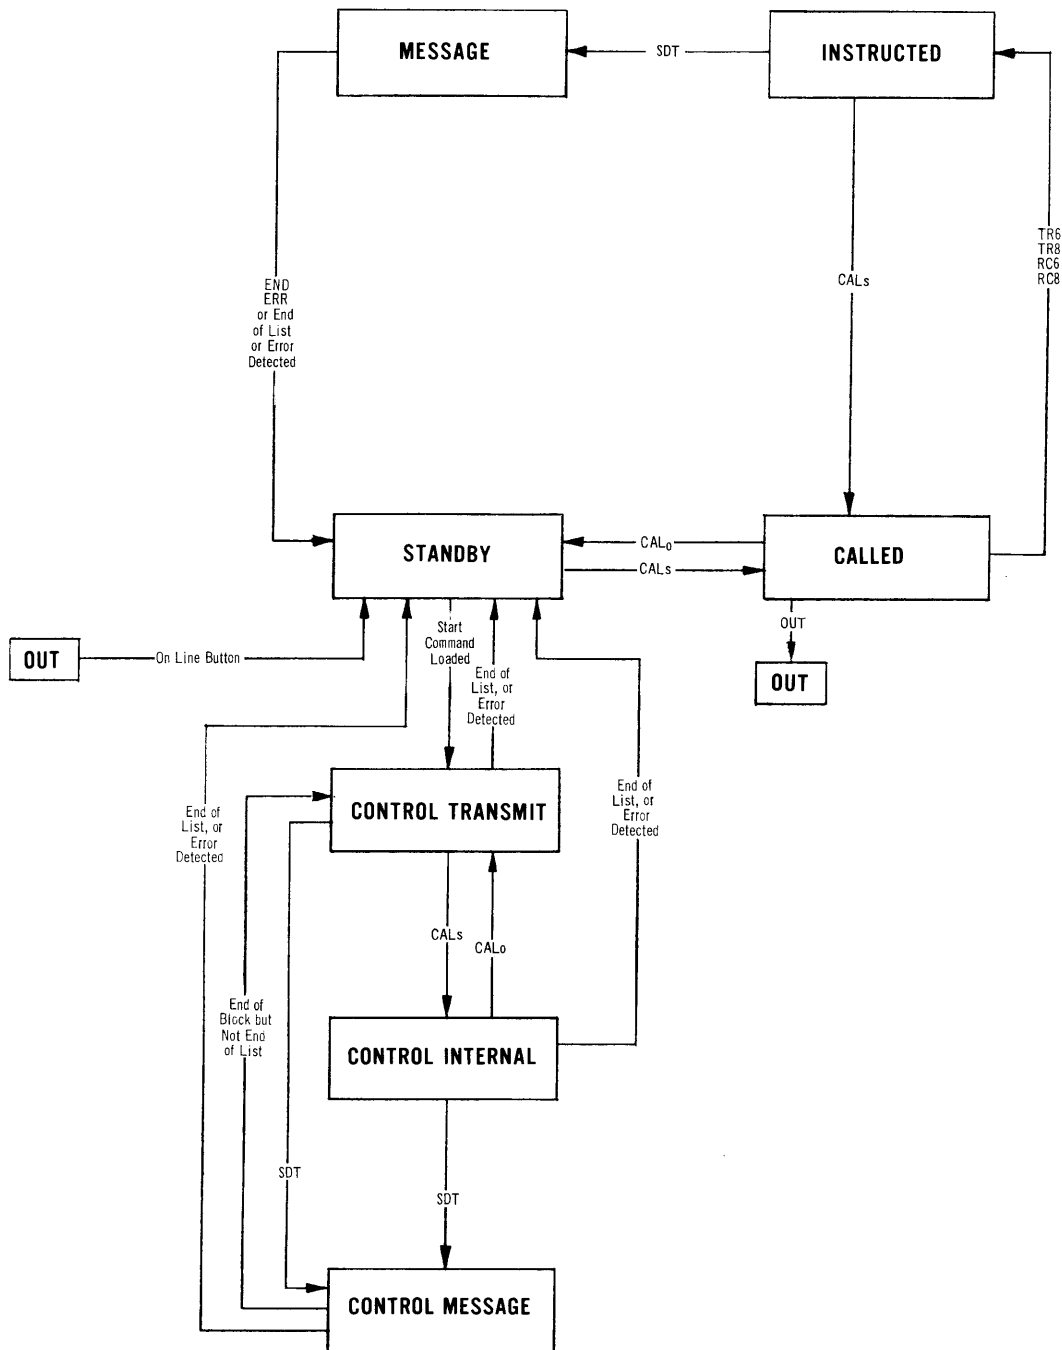 MESSAGE
SDT
INSTRUCTED
TR6
TR8
RC6
RC8
CALs
END
ERR
or End
of List
or Error
Detected
STANDBY
CALo
CALs
CALLED
OUT
On Line Button
Start
Command
Loaded
End of
List, or
Error
Detected
OUT
OUT
CONTROL TRANSMIT
End of
List, or
Error
Detected
End of
List, or
Error
Detected
CALs
CALo
End of
Block but
Not End
of List
CONTROL INTERNAL
SDT
SDT
CONTROL MESSAGE